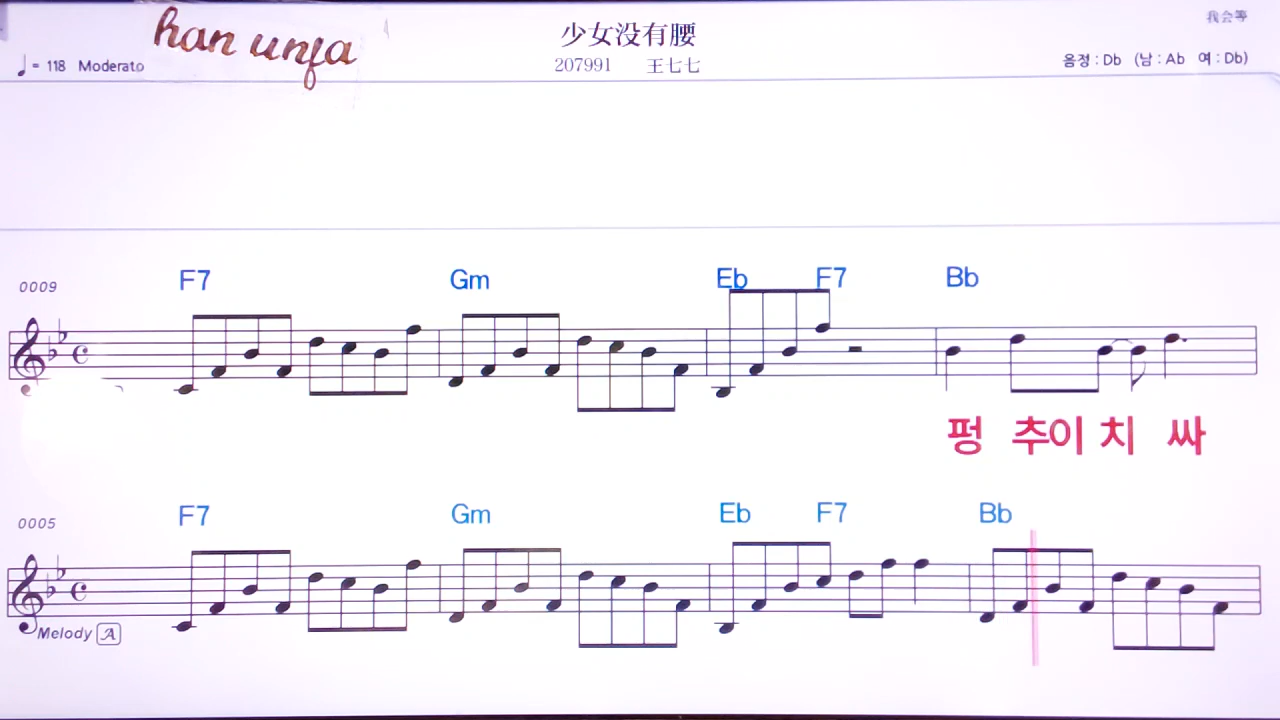 han unja
少女没有腰
我会等
♩= 118 Moderato
207991 王七七
음정 : Db (남 : Ab 여 : Db)
0009
F7 Gm Eb F7 Bb
펑 추이 치 싸
0005
F7 Gm Eb F7 Bb
Melody A